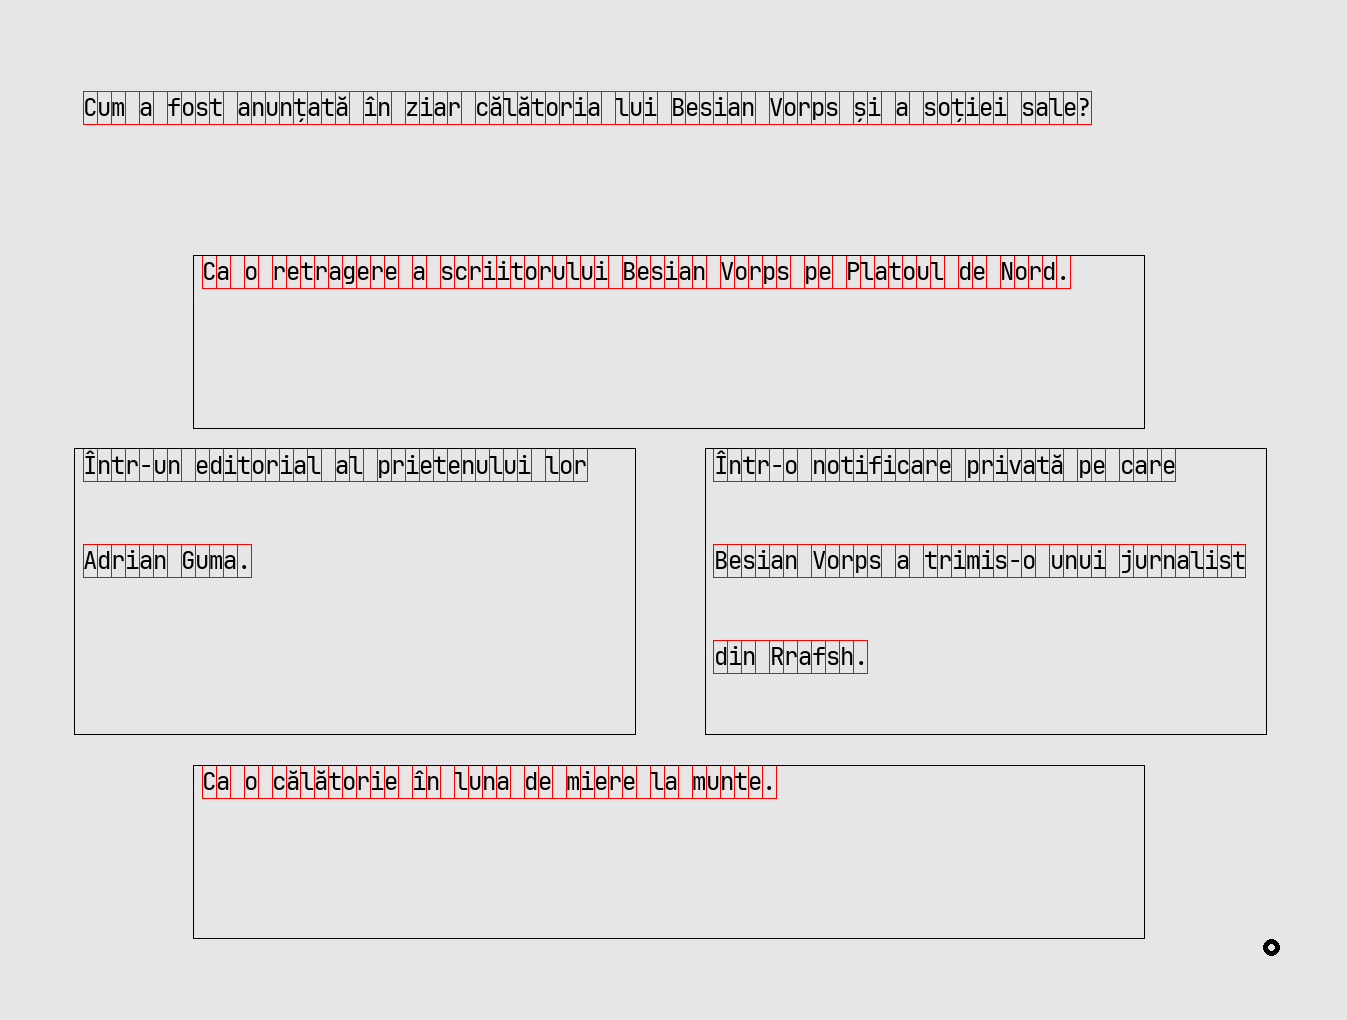 Cum a fost anunțată în ziar călătoria lui Besian Vorps și a soției sale?
Ca o retragere a scriitorului Besian Vorps pe Platoul de Nord.
Într-un editorial al prietenului lor
Adrian Guma.
Într-o notificare privată pe care
Besian Vorps a trimis-o unui jurnalist
din Rrafsh.
Ca o călătorie în luna de miere la munte.